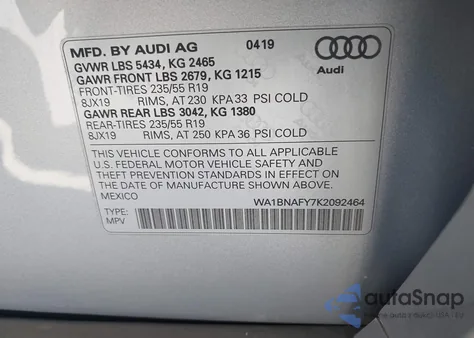 MFD. BY AUDI AG 0419
GVWR LBS 5434, KG 2465
GAWR FRONT LBS 2679, KG 1215
FRONT-TIRES 235/55 R19
8JX19 RIMS, AT 230 KPA 33 PSI COLD
GAWR REAR LBS 3042, KG 1380
REAR-TIRES 235/55 R19
8JX19 RIMS, AT 250 KPA 36 PSI COLD
Audi
THIS VEHICLE CONFORMS TO ALL APPLICABLE
U.S. FEDERAL MOTOR VEHICLE SAFETY AND
THEFT PREVENTION STANDARDS IN EFFECT
ON THE DATE OF MANUFACTURE SHOWN ABOVE.
MEXICO
WA1BNAFY7K2092464
TYPE:
MPV
autaSnap